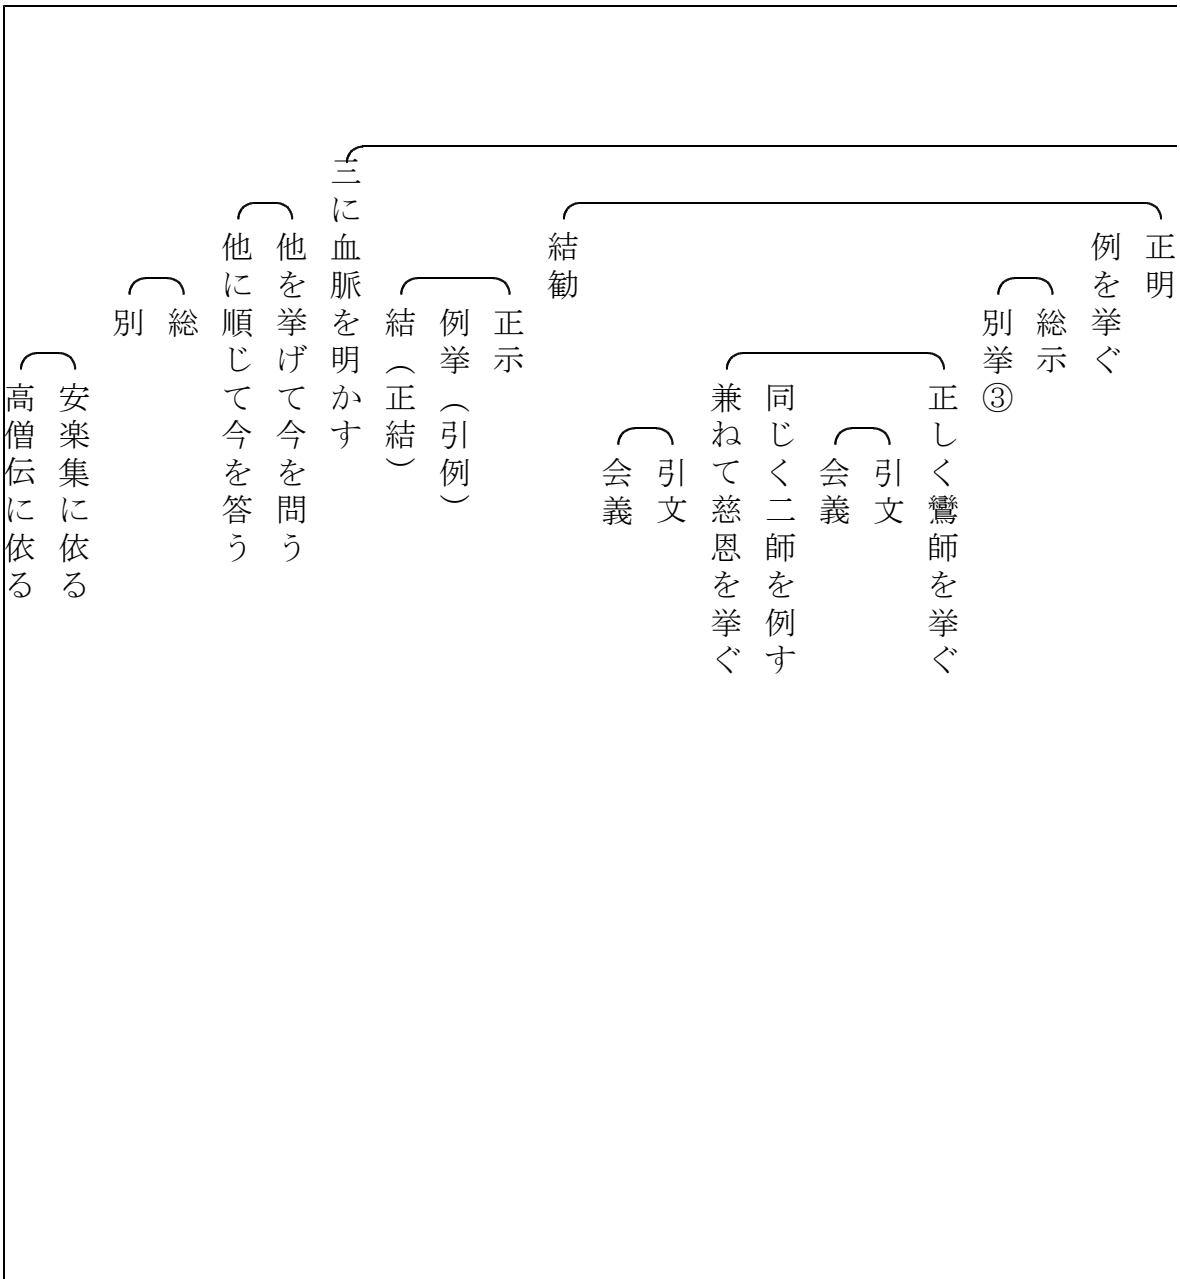 正明
例を挙ぐ
総示
別挙③
正しく鸞師を挙ぐ
引文
会義
同じく二師を例す
兼ねて慈恩を挙ぐ
引文
会義
結勧
正示
例挙（引例）
結（正結）
三に血脈を明かす
他を挙げて今を問う
他に順じて今を答う
総
別
安楽集に依る
高僧伝に依る